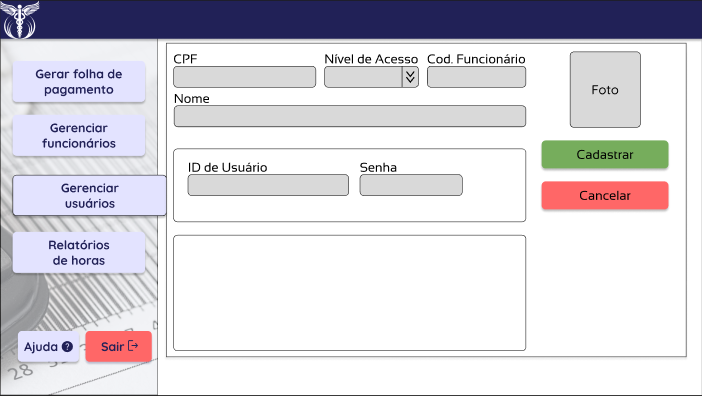 CPF
Nível de Acesso
Cod. Funcionário
Nome
Foto
ID de Usuário
Senha
Cadastrar
Cancelar
Gerar folha de
pagamento
Gerenciar
funcionários
Gerenciar
usuários
Relatórios
de horas
Ajuda ?
Sair
28